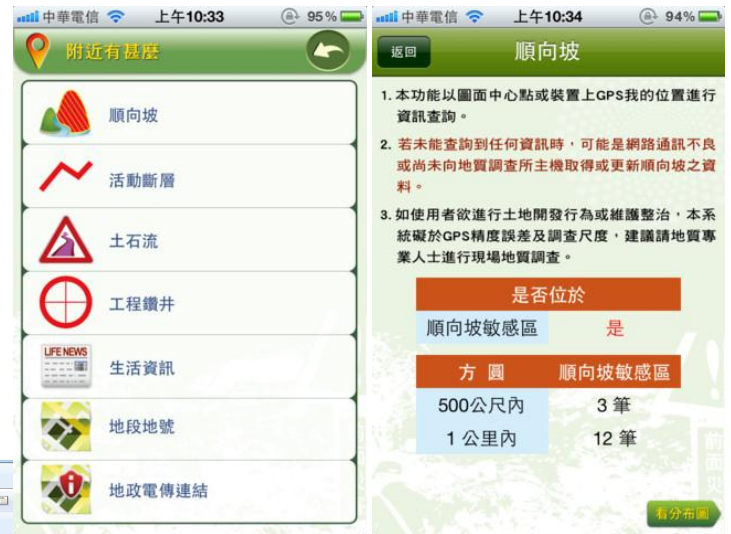 中華電信 上午10:33 95%
附近有甚麼
順向坡
活動斷層
土石流
工程鑽井
LIFE NEWS
生活資訊
地段地號
地政電傳連結
中華電信 上午10:34 94%
返回 順向坡
1. 本功能以圖面中心點或裝置上GPS我的位置進行
資訊查詢。
2. 若未能查詢到任何資訊時，可能是網路通訊不良
或尚未向地質調查所主機取得或更新順向坡之資
料。
3. 如使用者欲進行土地開發行為或維護整治，本系
統礙於GPS精度誤差及調查尺度，建議請地質專
業人士進行現場地質調查。
是否位於
順向坡敏感區 是
方 圓 順向坡敏感區
500公尺內 3 筆
1 公里內 12 筆
前面災
看分布圖